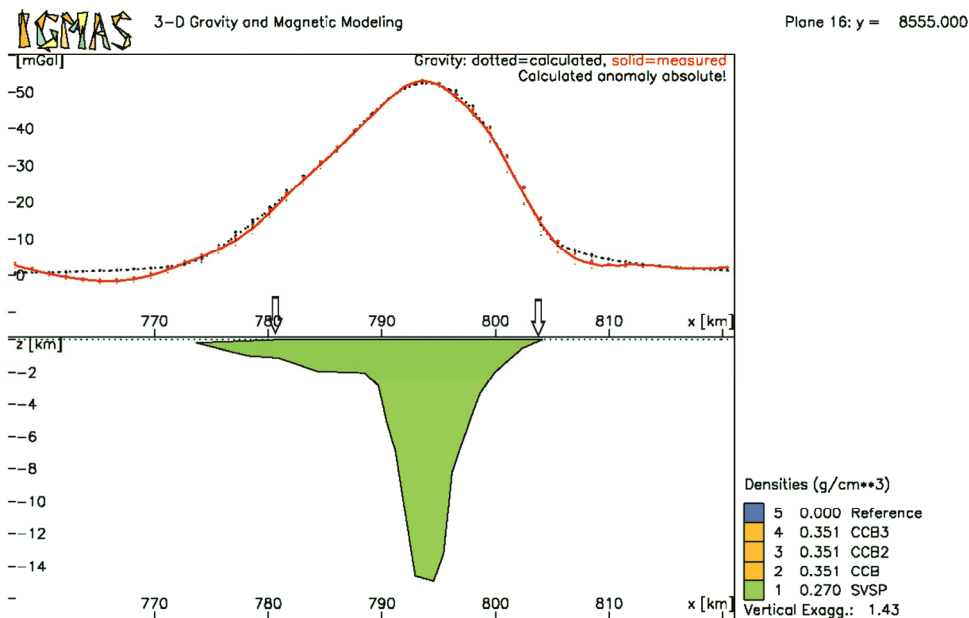 IGMAS 3-D Gravity and Magnetic Modeling Plane 16: y = 8555.000
[mGal] Gravity: dotted=calculated, solid=measured
Calculated anomaly absolute!
50
40
30
20
10
0
770 780 790 800 810 x [km]
z [km]
-2
-4
-6
-8
-10
-12
-14
770 780 790 800 810 x [km]
Densities (g/cm**3)
5 0.000 Reference
4 0.351 CCB3
3 0.351 CCB2
2 0.351 CCB
1 0.270 SVSP
Vertical Exagg.: 1.43